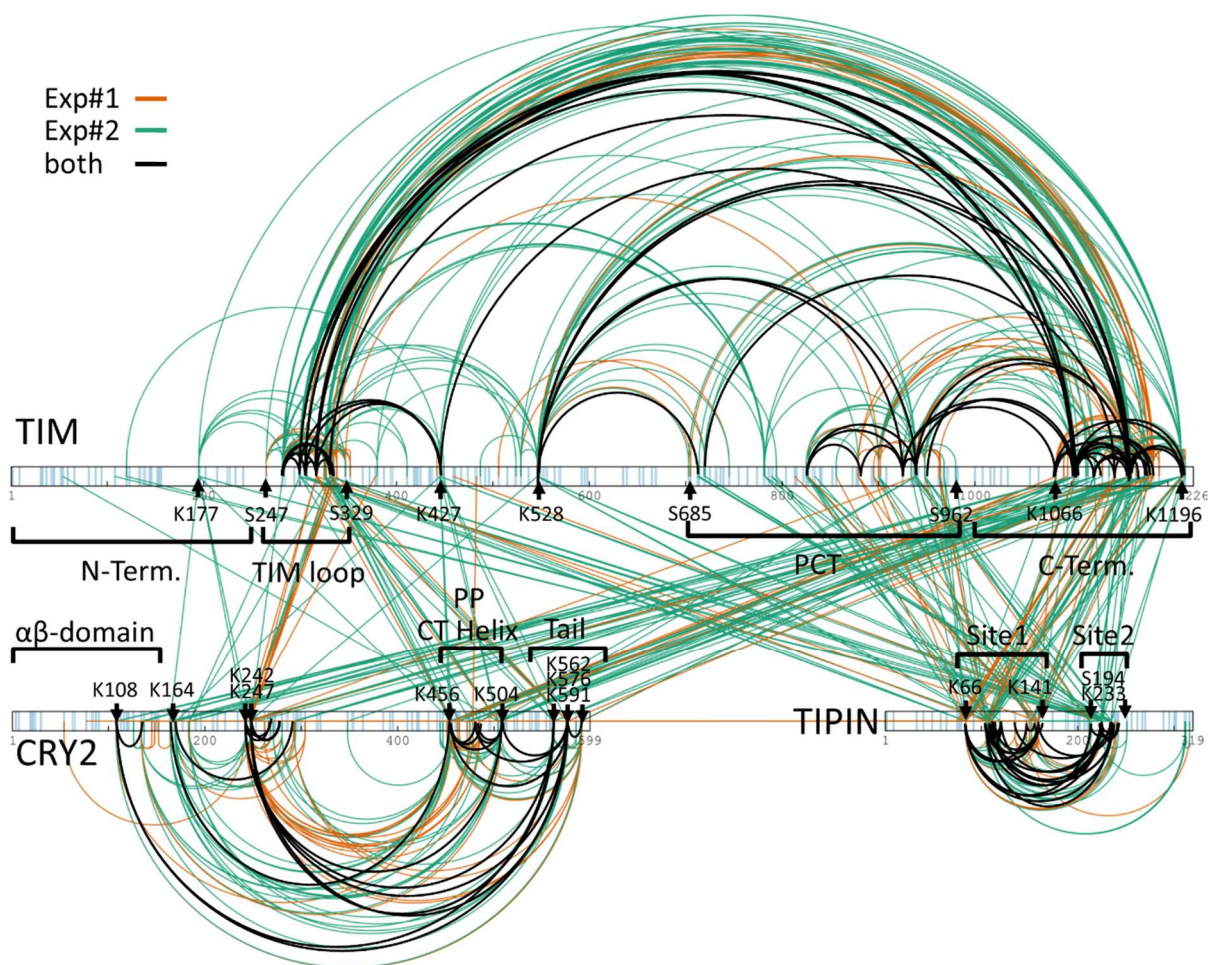 Exp#1
Exp#2
both
TIM
1 400 600 800 1000
K177 S247 S329 K427 K528 S685 S962 K1066 K1196
N-Term. TIM loop PCT C-Term.
PP
αβ-domain CT Helix Tail Site1 Site2
K562
K242 K576 S194
K108 K164 K247 K456 K504 K591 K66 K141 K233
TIPIN
1 200 400 599 1 200 319
CRY2